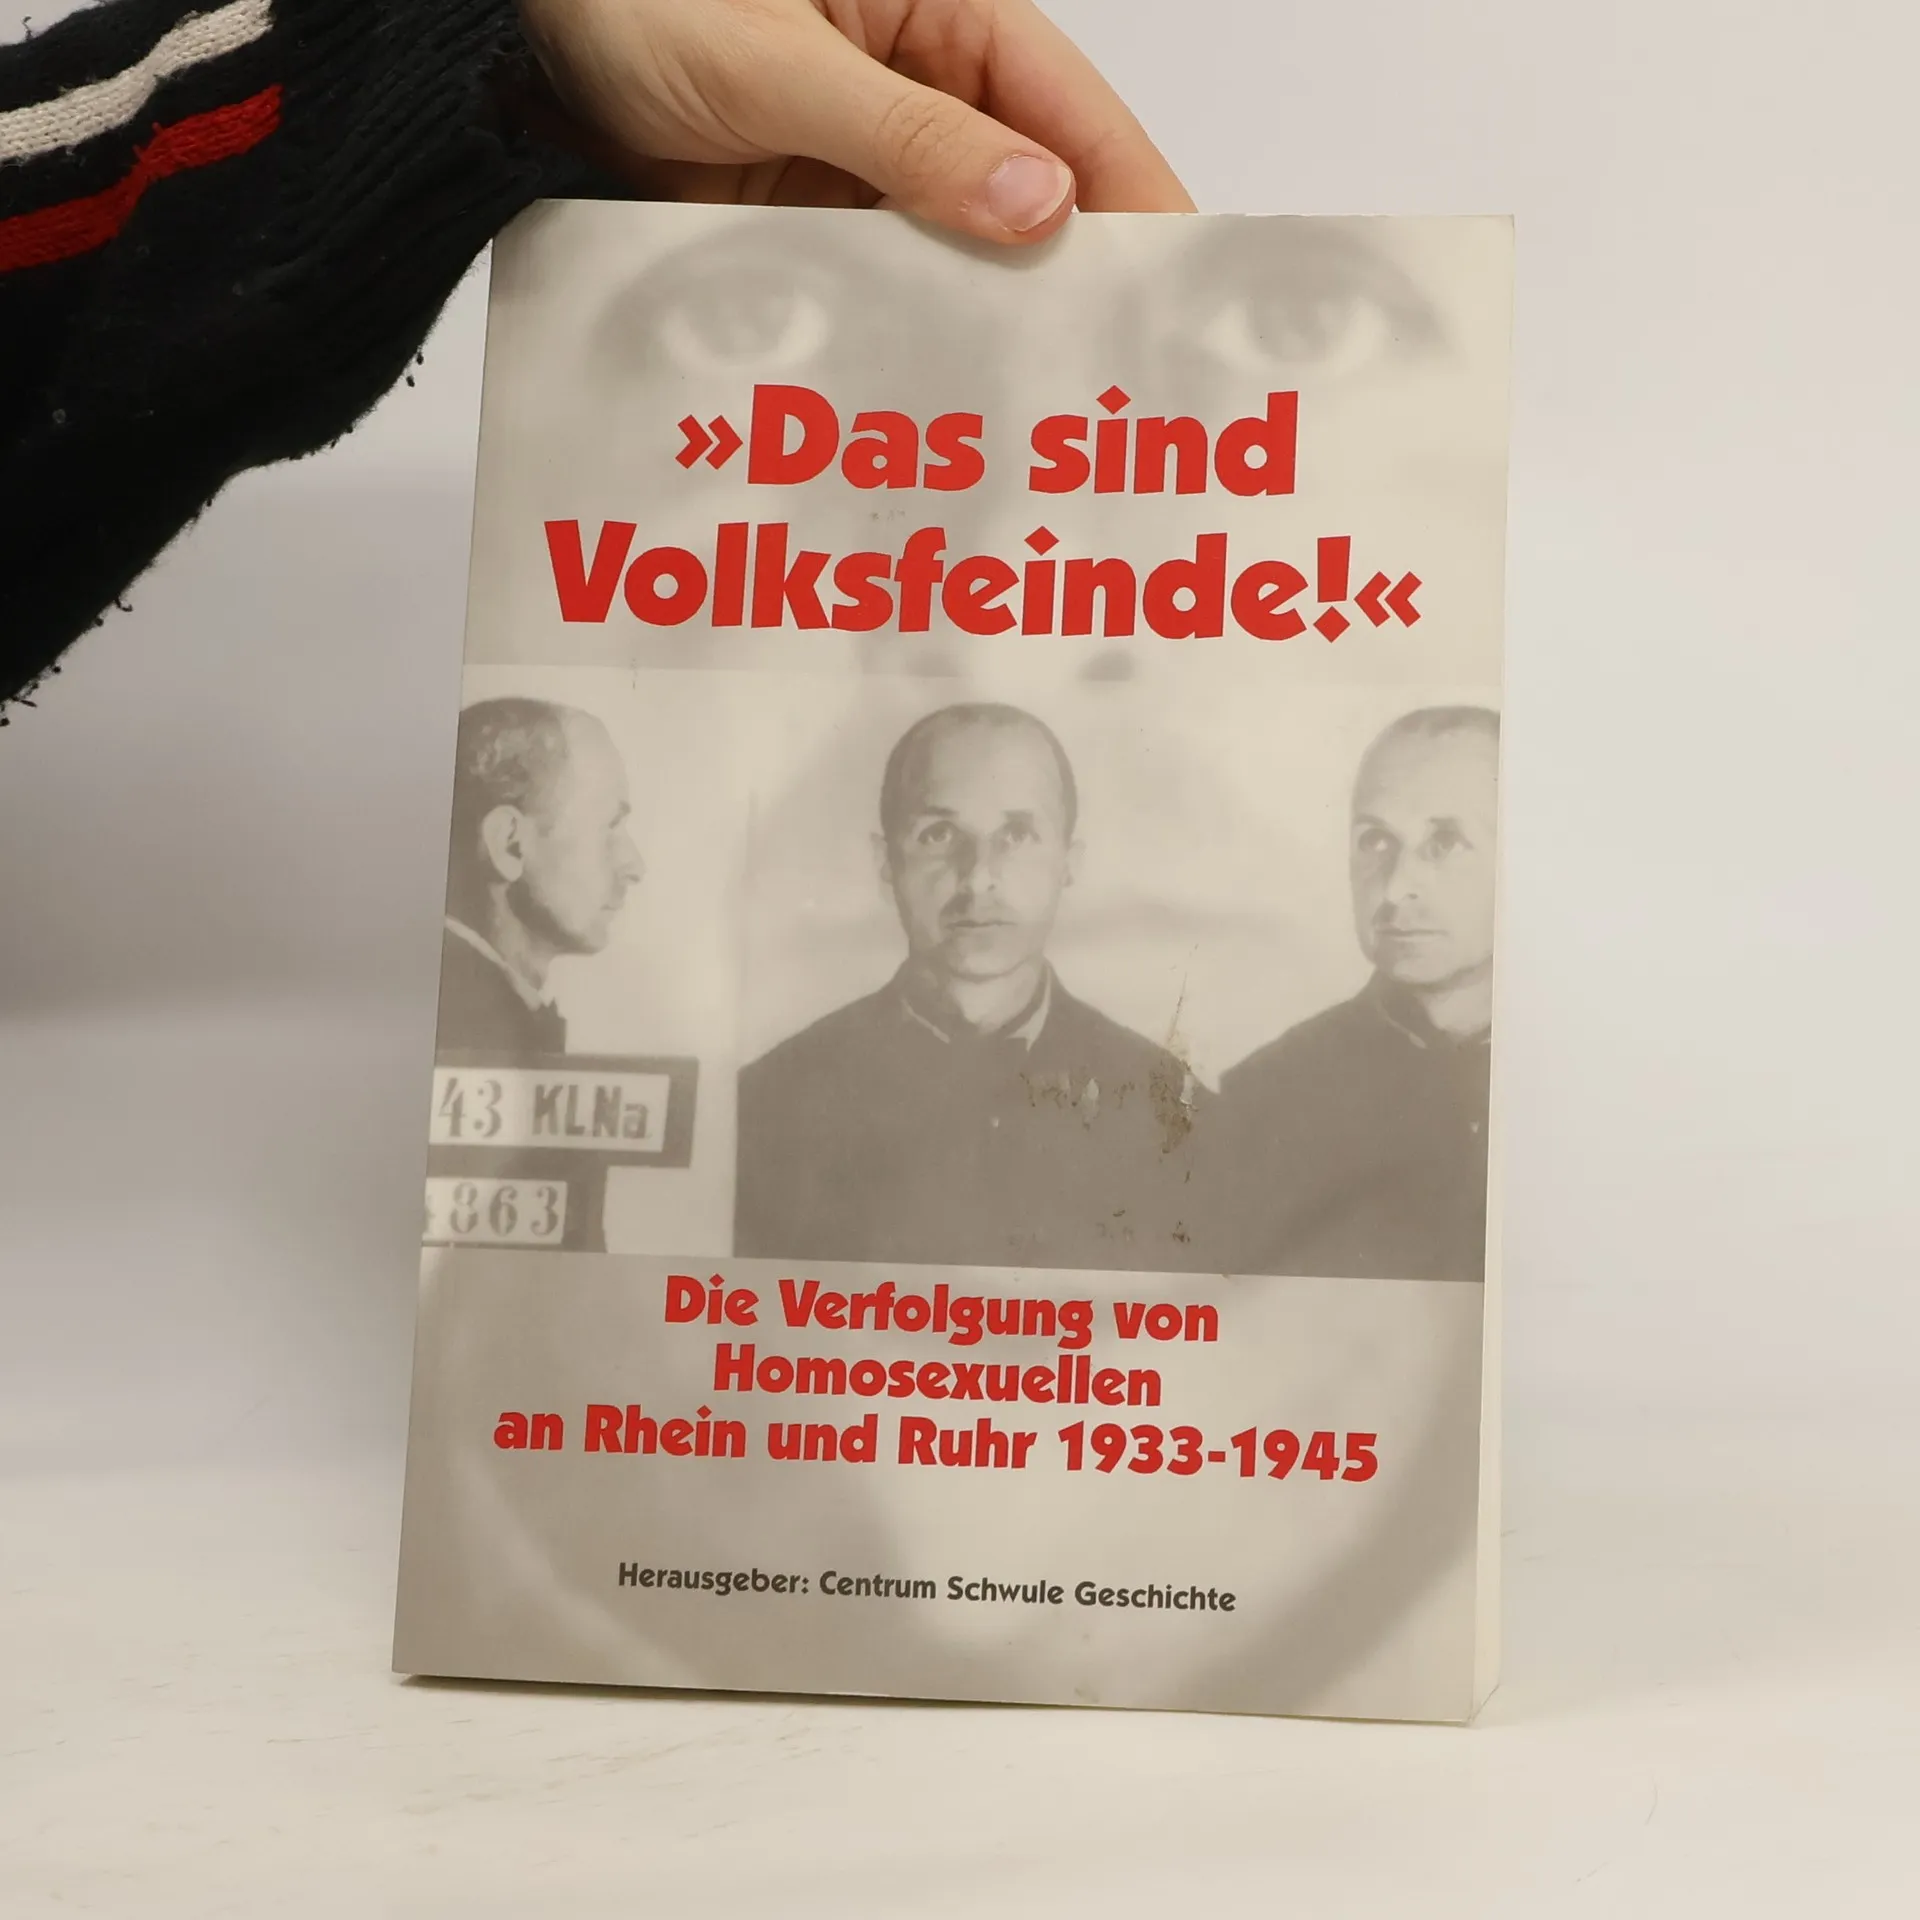 »Das sind
Volksfeinde!«
43 KLNa
863
Die Verfolgung von
Homosexuellen
an Rhein und Ruhr 1933-1945
Herausgeber: Centrum Schwule Geschichte